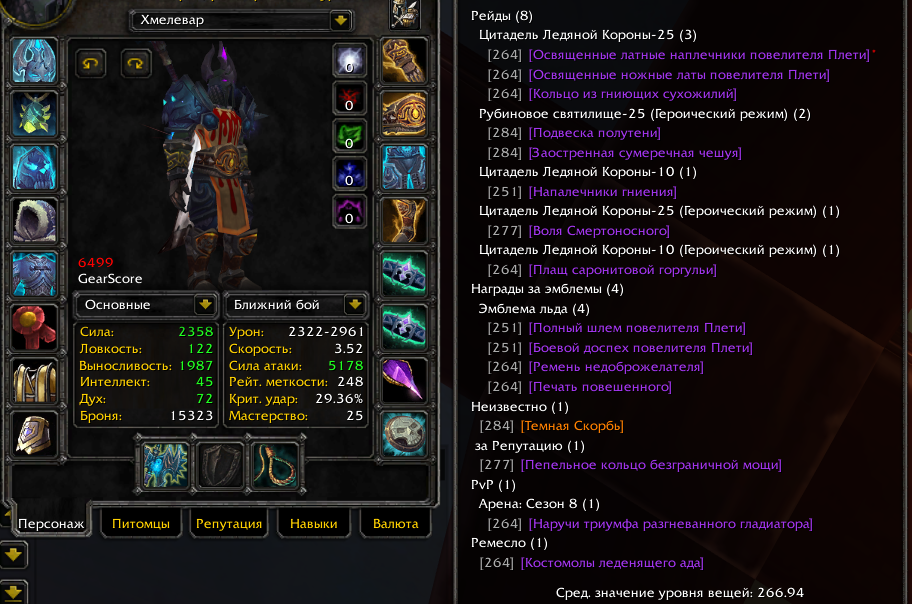 Хмелевар
0
0
0
0
0
6499
GearScore
Основные
Ближний бой
Сила: 2358
Ловкость: 122
Выносливость: 1987
Интеллект: 45
Дух: 72
Броня: 15323
Урон: 2322-2961
Скорость: 3.52
Сила атаки: 5178
Рейт. меткости: 248
Крит. удар: 29.36%
Мастерство: 25
Персонаж
Питомцы
Репутация
Навыки
Валюта
Рейды (8)
Цитадель Ледяной Короны-25 (3)
[264] [Освященные латные наплечники повелителя Плети]*
[264] [Освященные ножные латы повелителя Плети]
[264] [Кольцо из гниющих сухожилий]
Рубиновое святилище-25 (Героический режим) (2)
[284] [Подвеска полутени]
[284] [Заостренная сумеречная чешуя]
Цитадель Ледяной Короны-10 (1)
[251] [Напалечники гниения]
Цитадель Ледяной Короны-25 (Героический режим) (1)
[277] [Воля Смертоносного]
Цитадель Ледяной Короны-10 (Героический режим) (1)
[264] [Плащ саронитовой горгульи]
Награды за эмблемы (4)
Эмблема льда (4)
[251] [Полный шлем повелителя Плети]
[251] [Боевой доспех повелителя Плети]
[264] [Ремень недоброжелателя]
[264] [Печать повешенного]
Неизвестно (1)
[284] [Темная Скорбь]
за Репутацию (1)
[277] [Пепельное кольцо безграничной мощи]
PvP (1)
Арена: Сезон 8 (1)
[264] [Наручи триумфа разгневанного гладиатора]
Ремесло (1)
[264] [Костомолы леденящего ада]
Сред. значение уровня вещей: 266.94